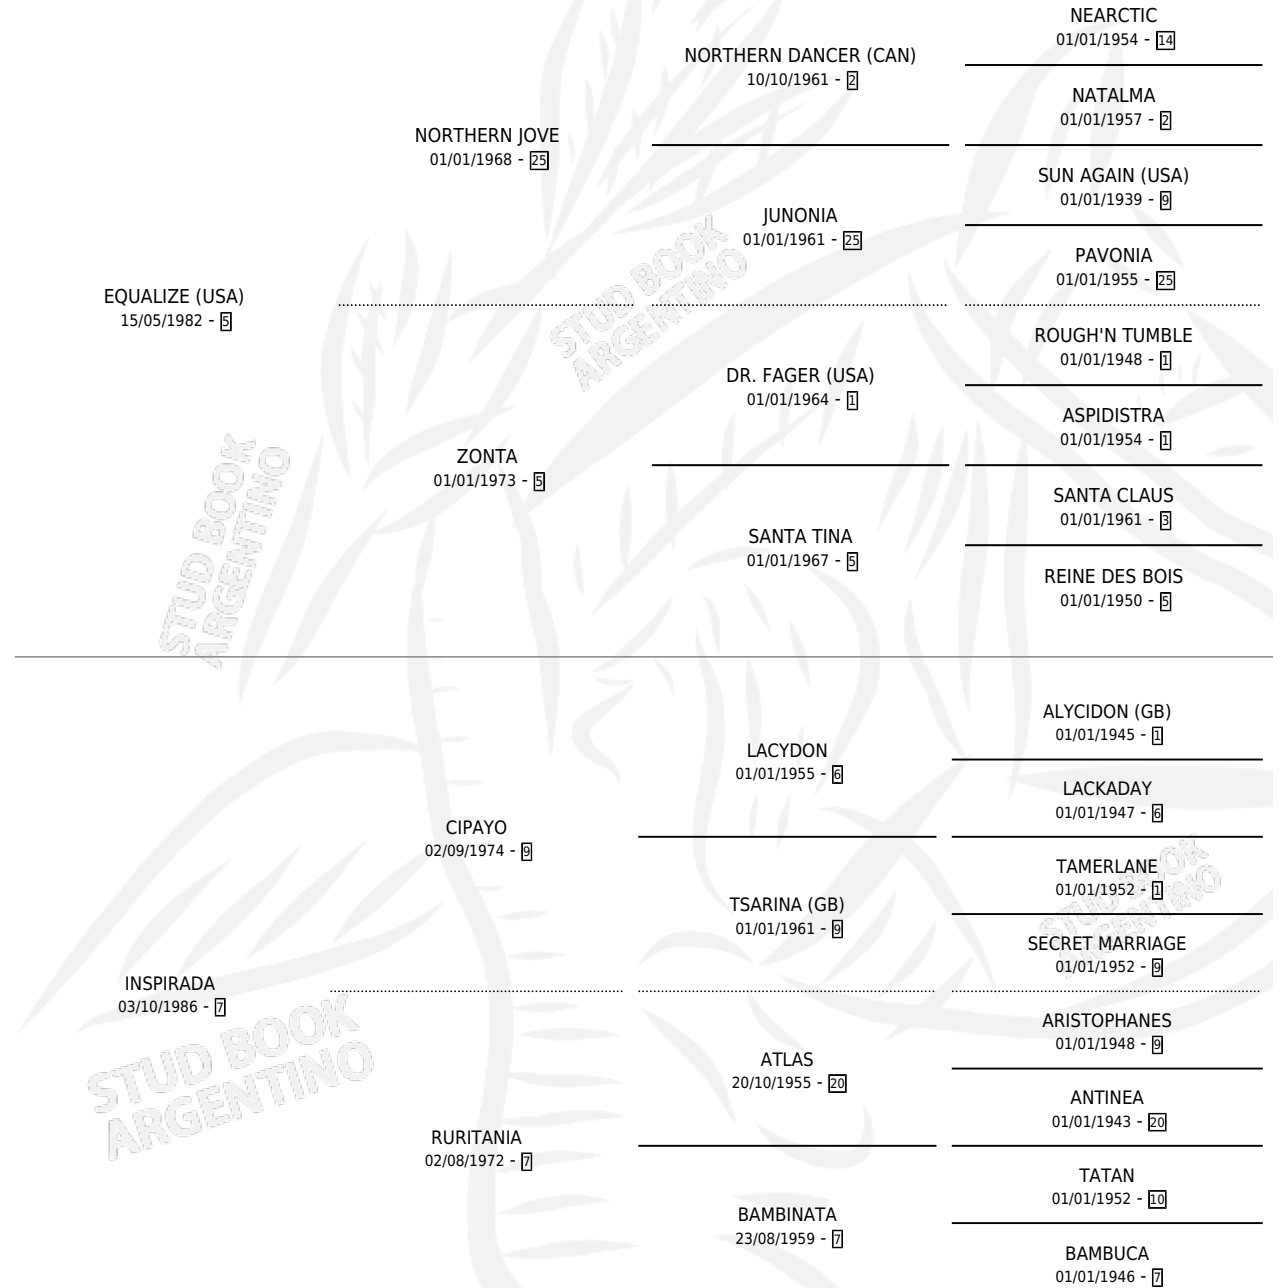 NEARCTIC
01/01/1954 - 14
NORTHERN DANCER (CAN)
10/10/1961 - 2
NATALMA
01/01/1957 - 2
NORTHERN JOVE
01/01/1968 - 25
SUN AGAIN (USA)
01/01/1939 - 9
JUNONIA
01/01/1961 - 25
PAVONIA
01/01/1955 - 25
EQUALIZE (USA)
15/05/1982 - 5
STUD BOOK
ARGENTINO
ROUGH'N TUMBLE
01/01/1948 - 1
DR. FAGER (USA)
01/01/1964 - 1
ASPIDISTRA
01/01/1954 - 1
ZONTA
01/01/1973 - 5
SANTA CLAUS
01/01/1961 - 3
SANTA TINA
01/01/1967 - 5
REINE DES BOIS
01/01/1950 - 5
STUD BOOK
ARGENTINO
ALYCIDON (GB)
01/01/1945 - 1
LACYDON
01/01/1955 - 6
LACKADAY
01/01/1947 - 6
CIPAYO
02/09/1974 - 9
TAMERLANE
01/01/1952 - 1
TSARINA (GB)
01/01/1961 - 9
SECRET MARRIAGE
01/01/1952 - 9
STUD BOOK
ARGENTINO
INSPIRADA
03/10/1986 - 7
ARISTOPHANES
01/01/1948 - 9
ATLAS
20/10/1955 - 20
ANTINEA
01/01/1943 - 20
STUD BOOK
ARGENTINO
RURITANIA
02/08/1972 - 7
TATAN
01/01/1952 - 10
BAMBINATA
23/08/1959 - 7
BAMBUCA
01/01/1946 - 7